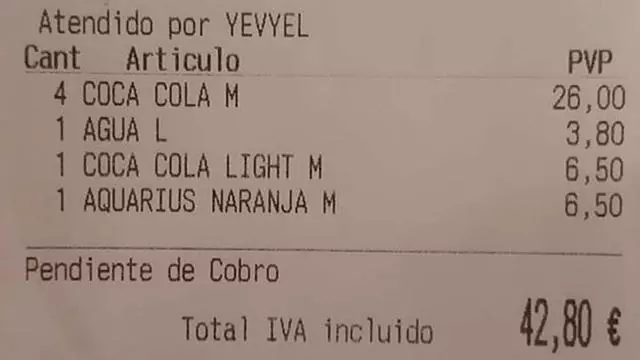 Atendido por YEVYEL
Cant Articulo PVP
4 COCA COLA M 26,00
1 AGUA L 3,80
1 COCA COLA LIGHT M 6,50
1 AQUARIUS NARANJA M 6,50
Pendiente de Cobro
Total IVA incluido 42,80 €